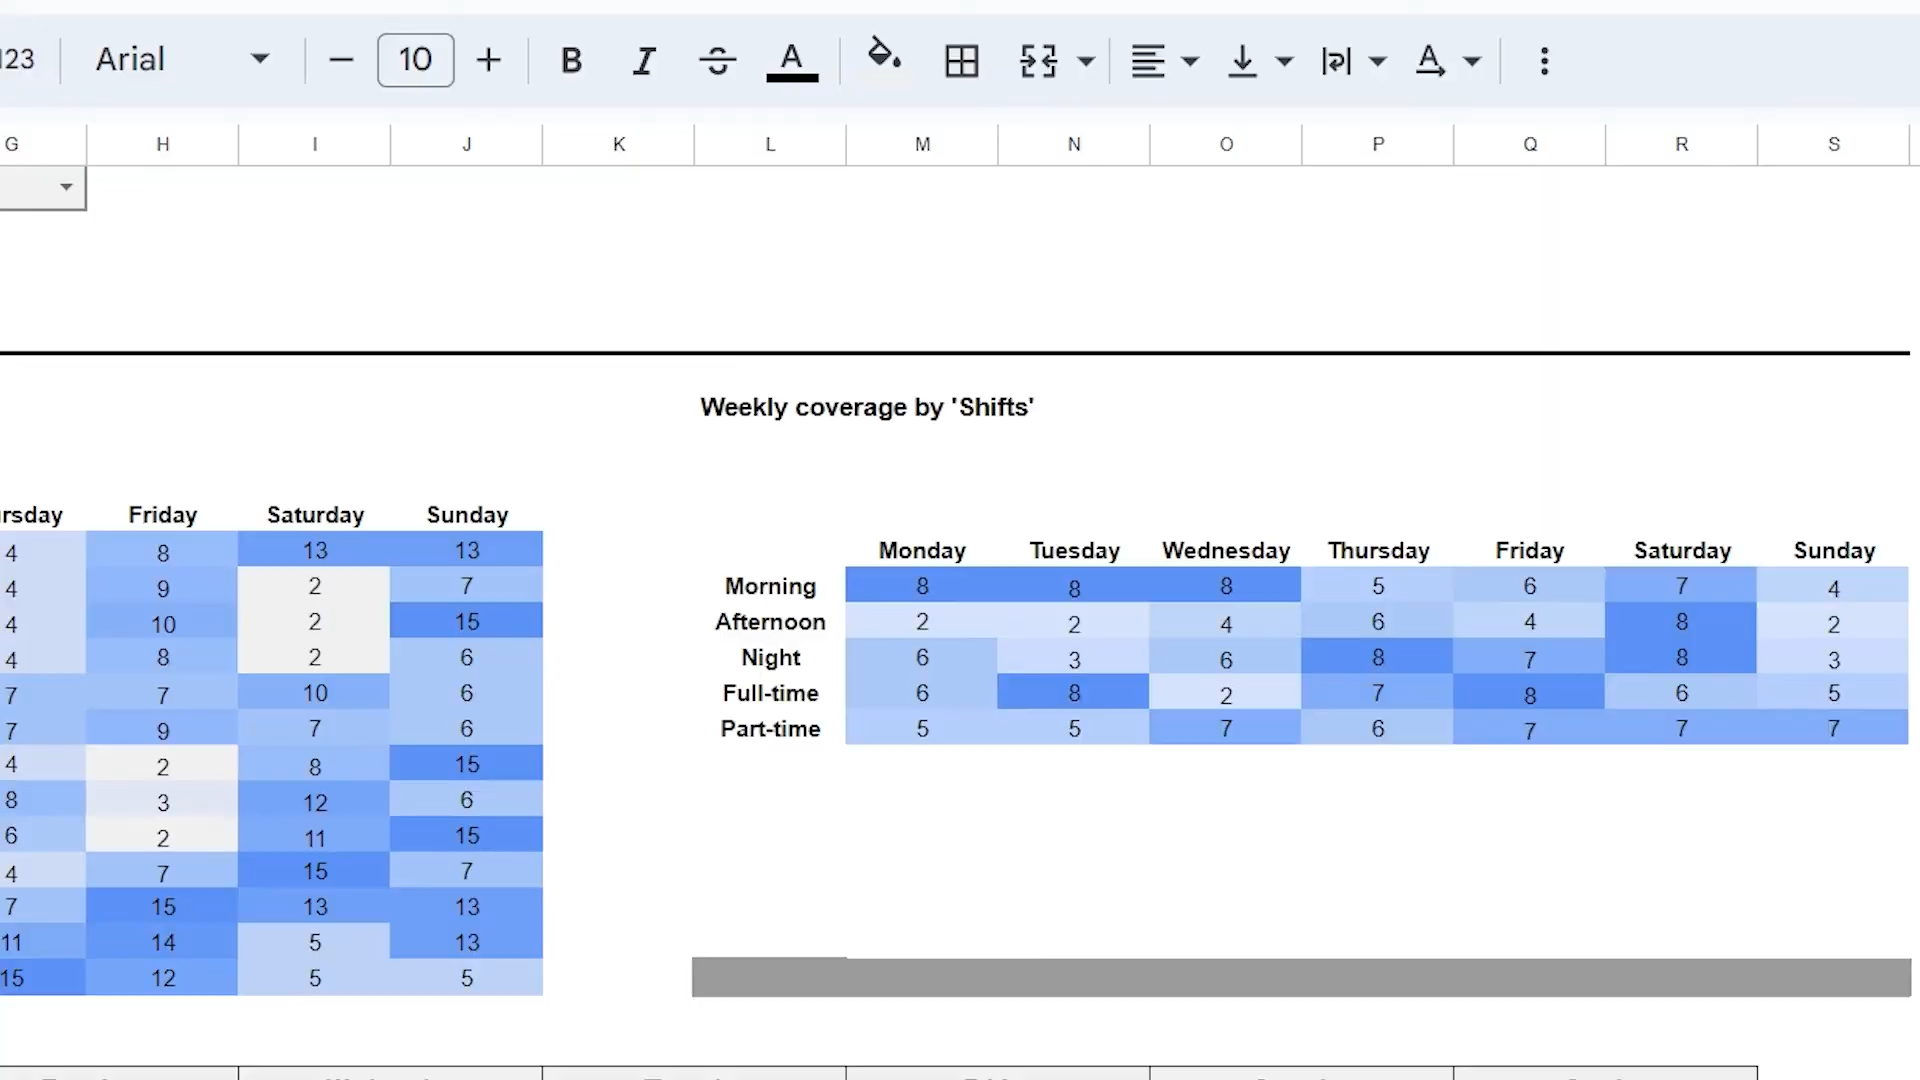 123 Arial 10 B I A
G H I J K L M N O P Q R S
Weekly coverage by 'Shifts'
rsday Friday Saturday Sunday
4 8 13 13
4 9 2 7
4 10 2 15
4 8 2 6
7 7 10 6
7 9 7 6
4 2 8 15
8 3 12 6
6 2 11 15
4 7 15 7
7 15 13 13
11 14 5 13
15 12 5 5
Monday Tuesday Wednesday Thursday Friday Saturday Sunday
Morning 8 8 8 5 6 7 4
Afternoon 2 2 4 6 4 8 2
Night 6 3 6 8 7 8 3
Full-time 6 8 2 7 8 6 5
Part-time 5 5 7 6 7 7 7